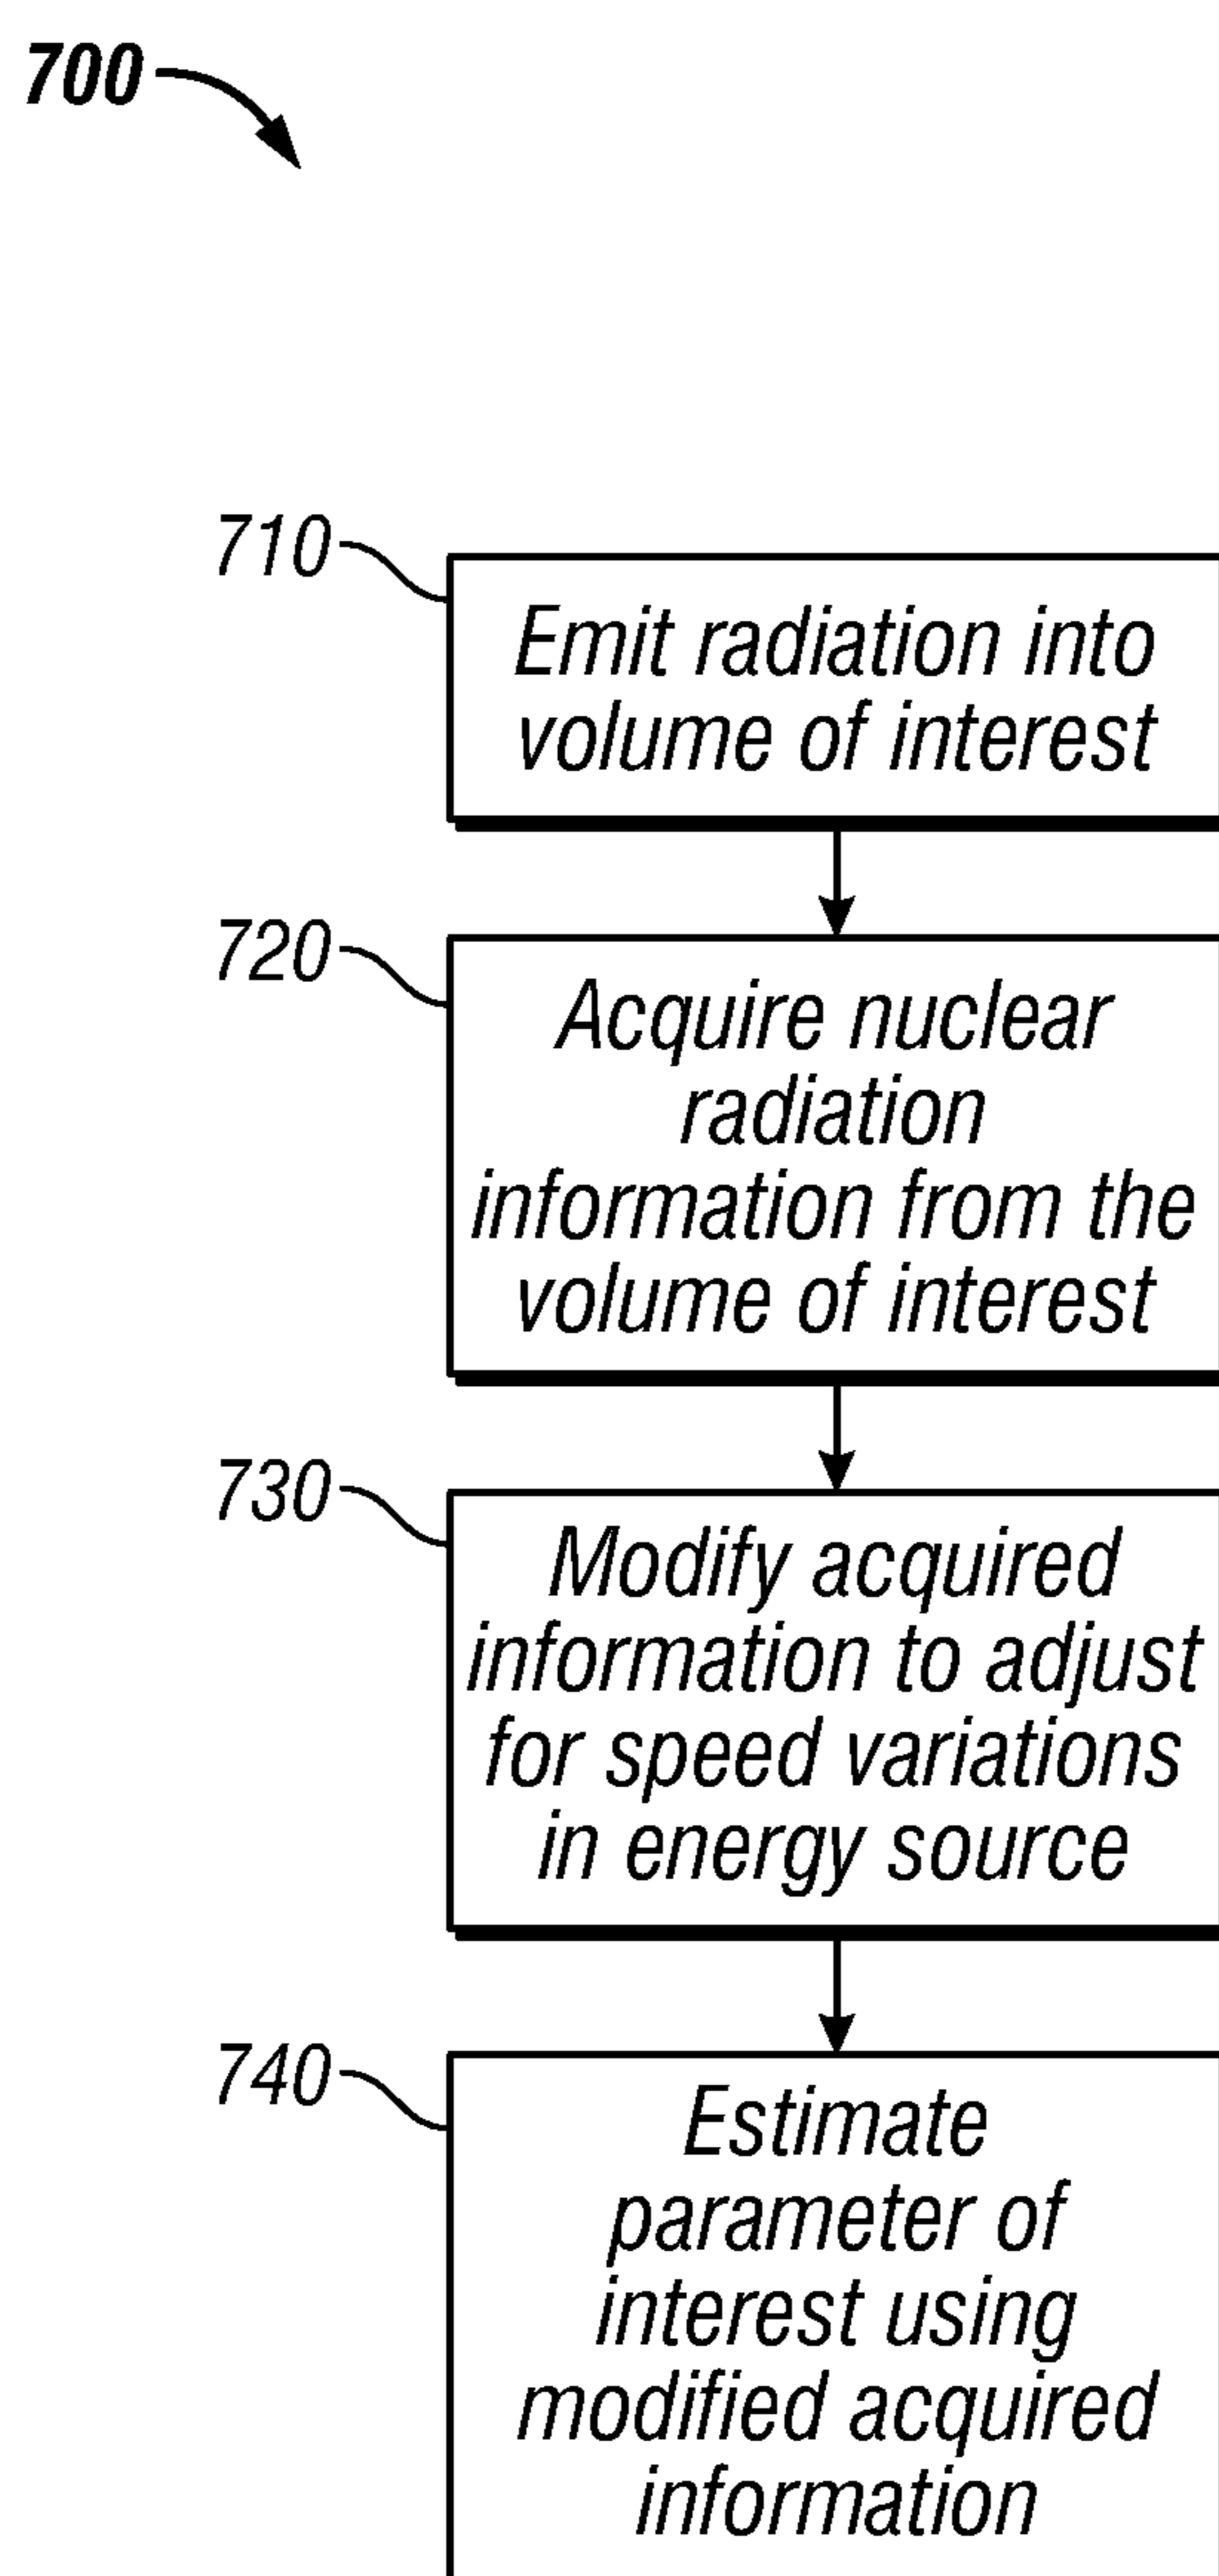 700
710
Emit radiation into
volume of interest
720
Acquire nuclear
radiation
information from the
volume of interest
730
Modify acquired
information to adjust
for speed variations
in energy source
740
Estimate
parameter of
interest using
modified acquired
information